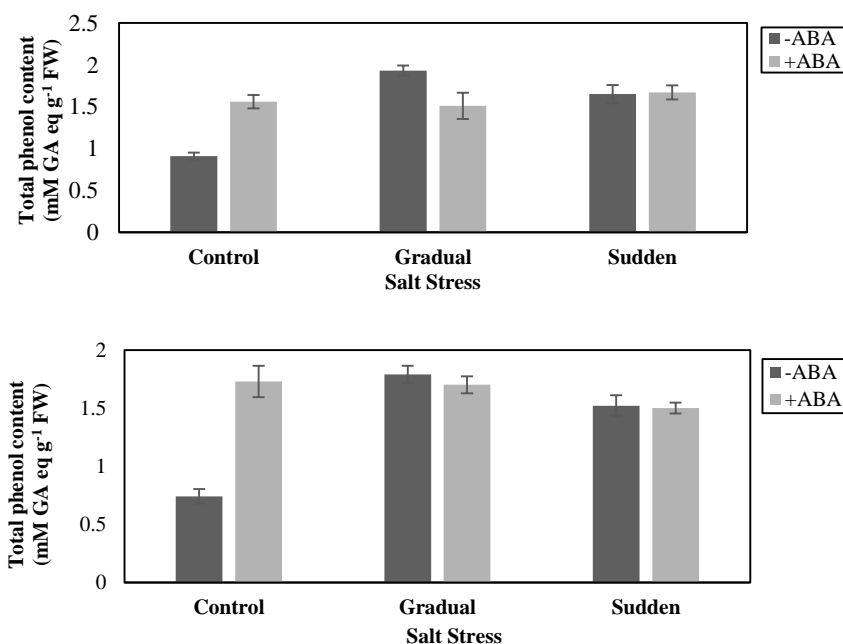 2.5
2
1.5
1
0.5
0
Total phenol content
(mM GA eq g-1 FW)
Control Gradual Sudden
Salt Stress
-ABA
+ABA
2
1.5
1
0.5
0
Total phenol content
(mM GA eq g-1 FW)
Control Gradual Sudden
Salt Stress
-ABA
+ABA